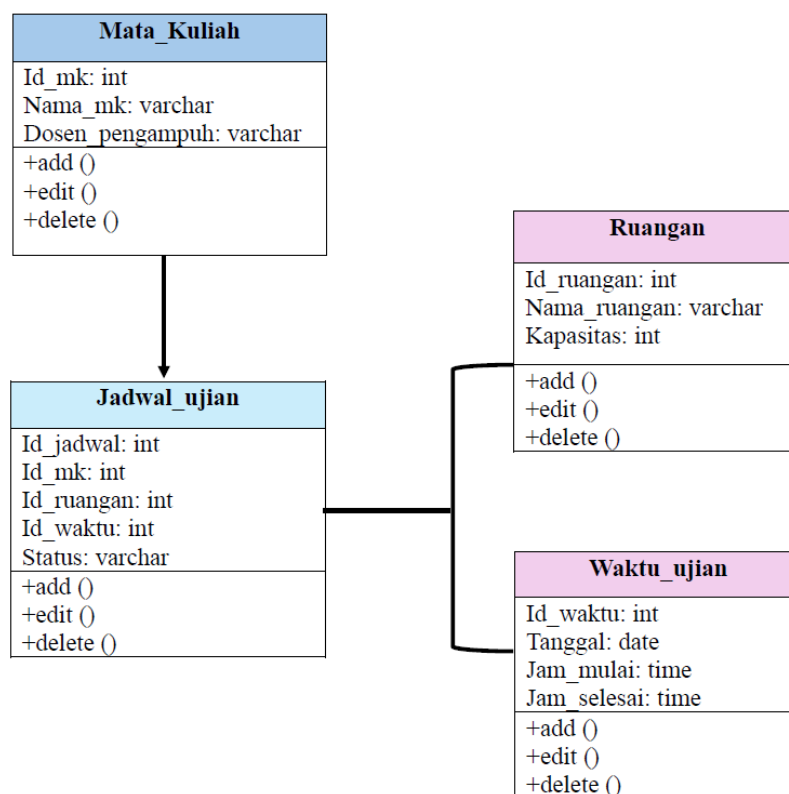 Mata_Kuliah
Id_mk: int
Nama_mk: varchar
Dosen_pengampuh: varchar
+add ()
+edit ()
+delete ()
Ruangan
Id_ruangan: int
Nama_ruangan: varchar
Kapasitas: int
+add ()
+edit ()
+delete ()
Jadwal_ujian
Id_jadwal: int
Id_mk: int
Id_ruangan: int
Id_waktu: int
Status: varchar
+add ()
+edit ()
+delete ()
Waktu_ujian
Id_waktu: int
Tanggal: date
Jam_mulai: time
Jam_selesai: time
+add ()
+edit ()
+delete ()